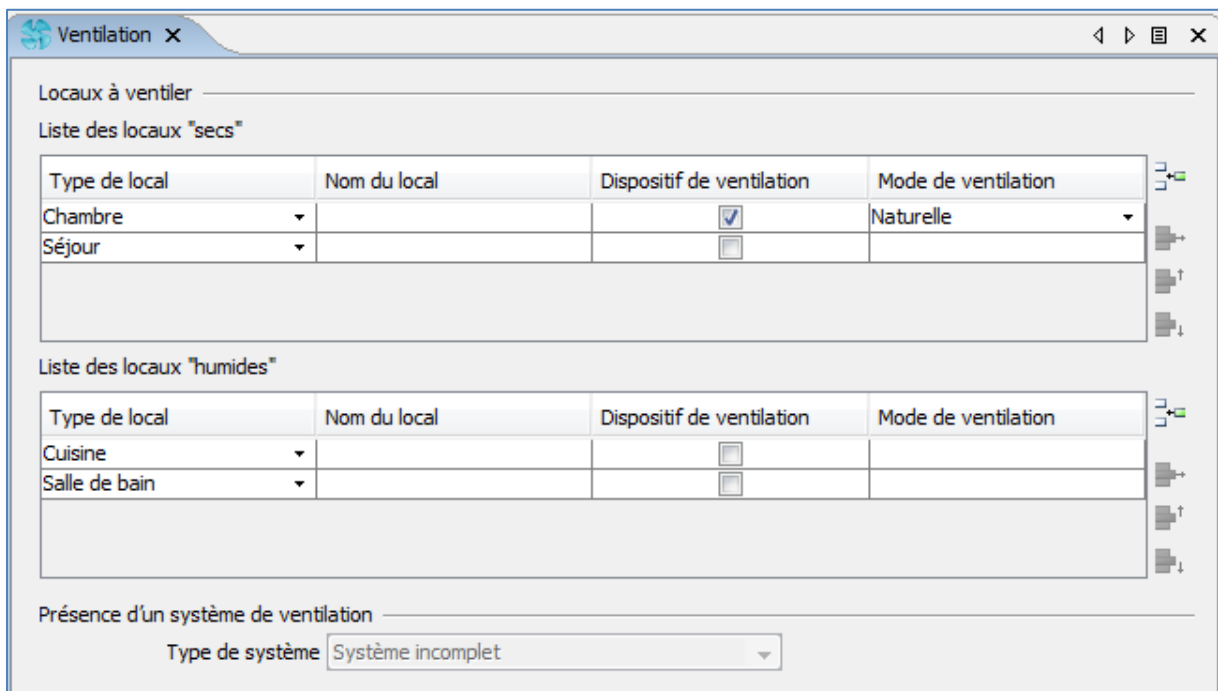 Ventilation
Locaux à ventiler
Liste des locaux "secs"
Type de local Nom du local Dispositif de ventilation Mode de ventilation
Chambre Naturelle
Séjour
Liste des locaux "humides"
Type de local Nom du local Dispositif de ventilation Mode de ventilation
Cuisine
Salle de bain
Présence d'un système de ventilation
Type de système Système incomplet